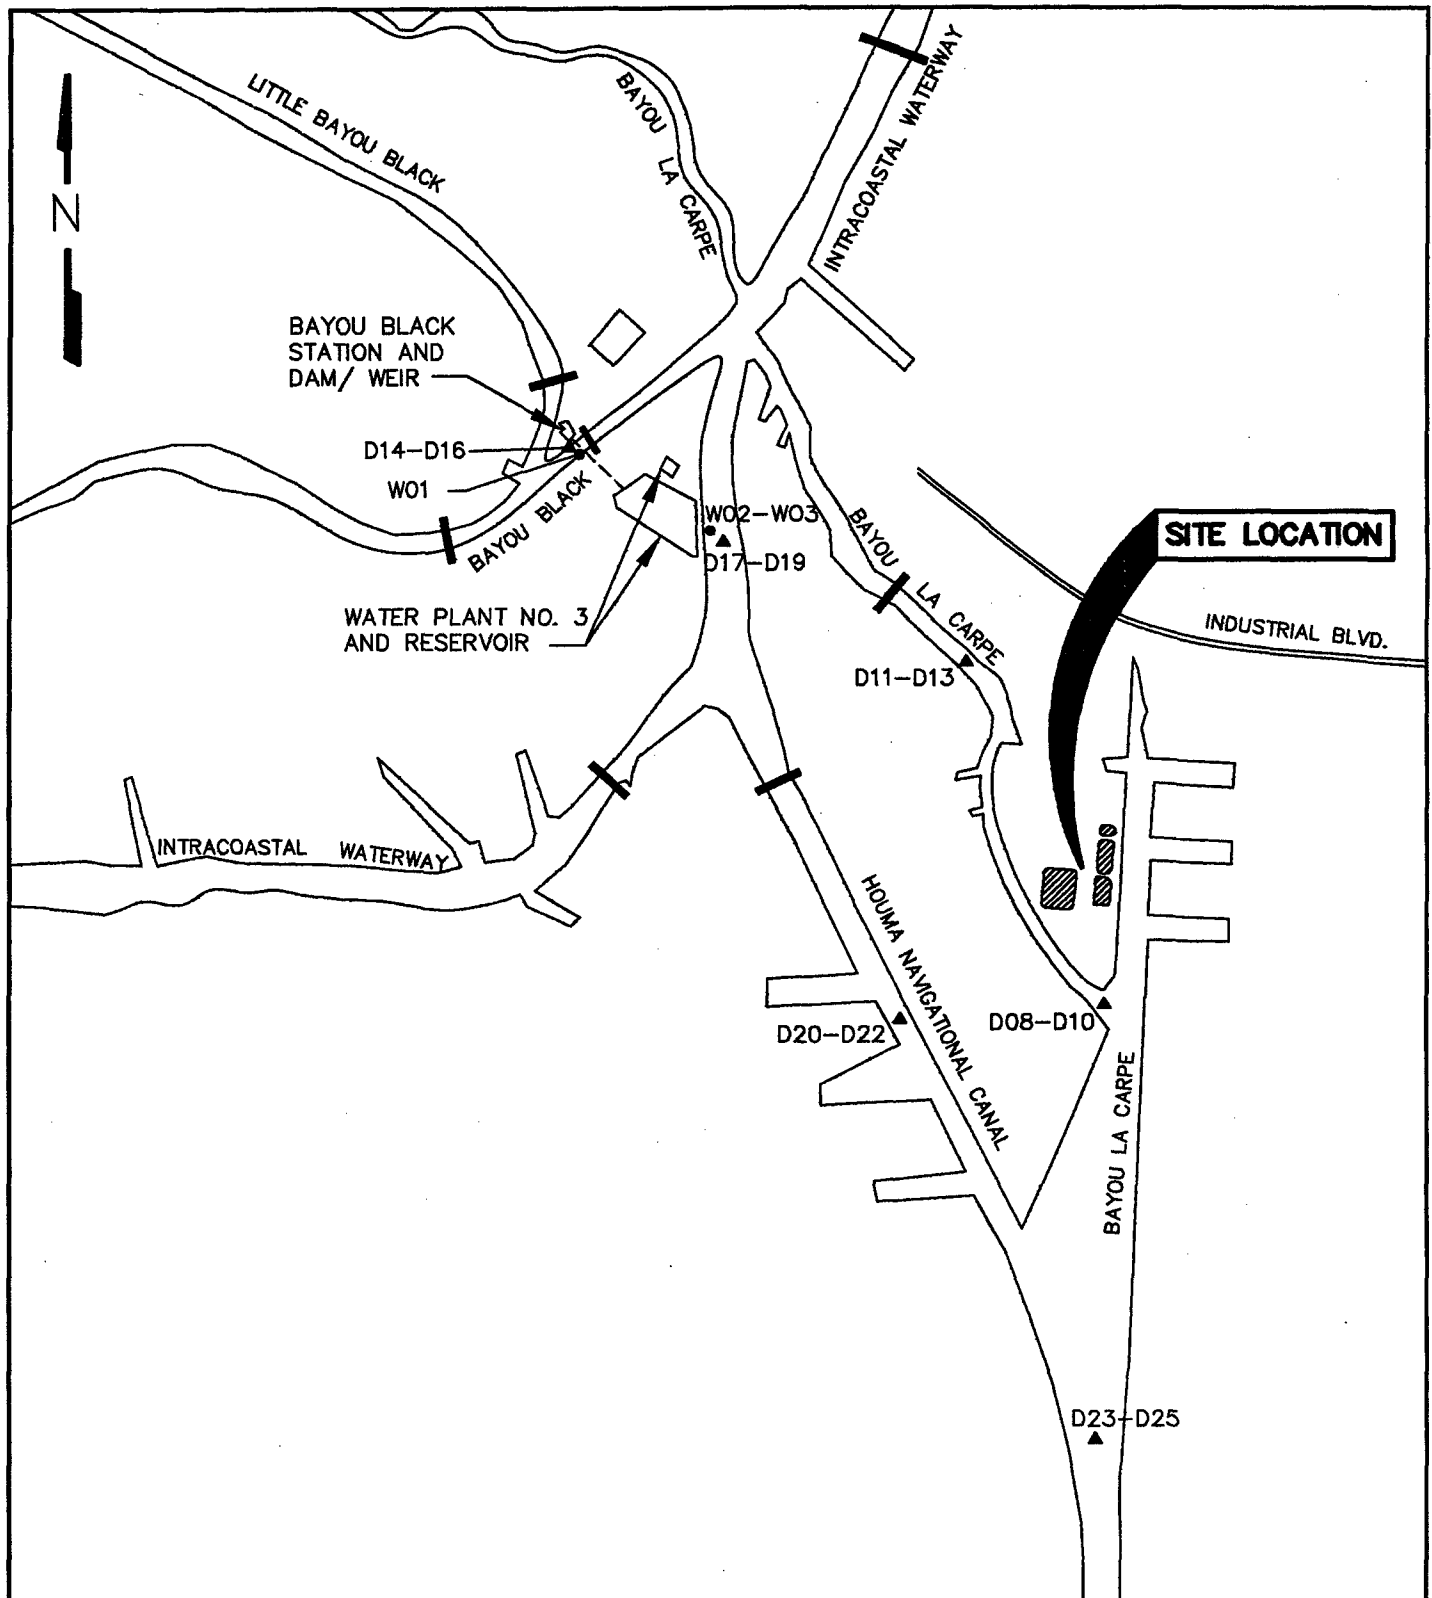 INTRACOASTAL WATERWAY
LITTLE BAYOU BLACK
BAYOU LA CARPE
N
BAYOU BLACK
STATION AND
DAM/ WEIR
D14-D16
W01
BAYOU BLACK
W02-W03
D17-D19
BAYOU LA CARPE
SITE LOCATION
WATER PLANT NO. 3
AND RESERVOIR
INDUSTRIAL BLVD.
D11-D13
INTRACOASTAL WATERWAY
HOUMA NAVIGATIONAL CANAL
D20-D22
D08-D10
BAYOU LA CARPE
D23-D25